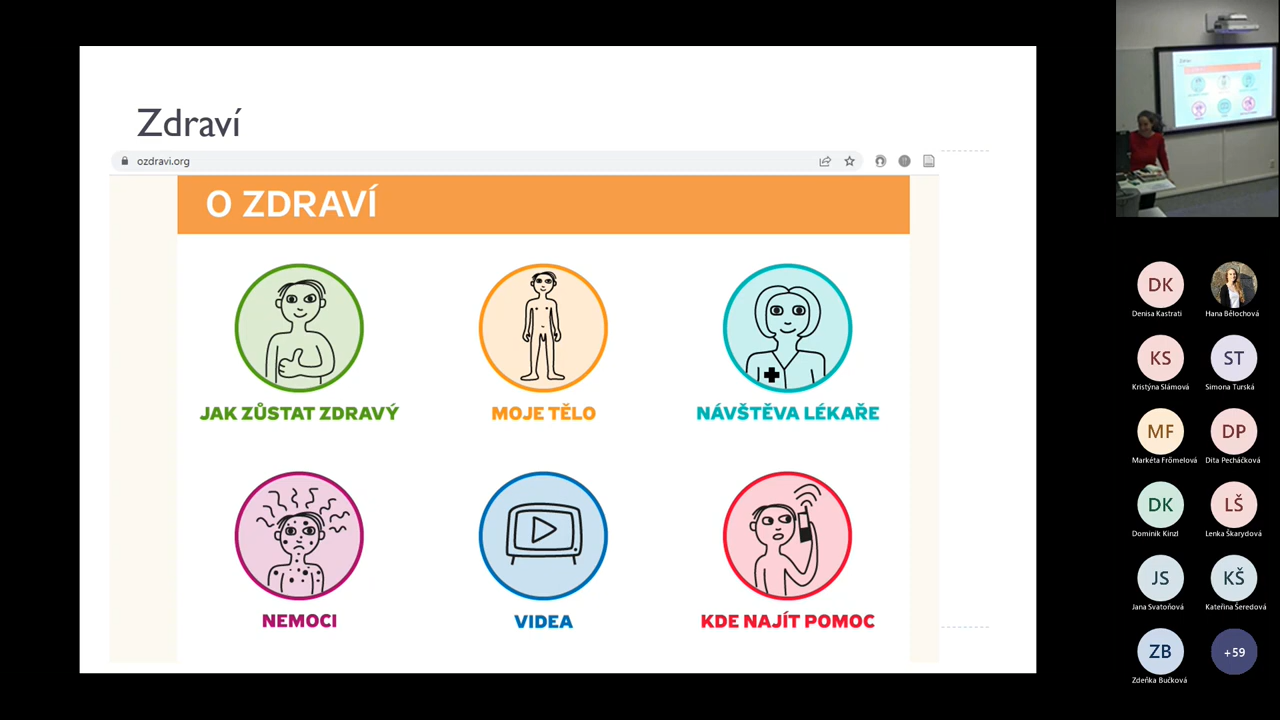 Zdraví
ozdravi.org
O ZDRAVÍ
JAK ZŮSTAT ZDRAVÝ
MOJE TĚLO
NÁVŠTĚVA LÉKAŘE
NEMOCI
VIDEA
KDE NAJÍT POMOC
DK
Denisa Kastrati
Hana Bělochová
KS
ST
Kristýna Slámová
Simona Turská
MF
DP
Markéta Frömelová
Dita Pecháčková
DK
LŠ
Dominik Kinzl
Lenka Škarydová
JS
KŠ
Jana Svatoňová
Kateřina Šeredová
ZB
+59
Zdeňka Bučková